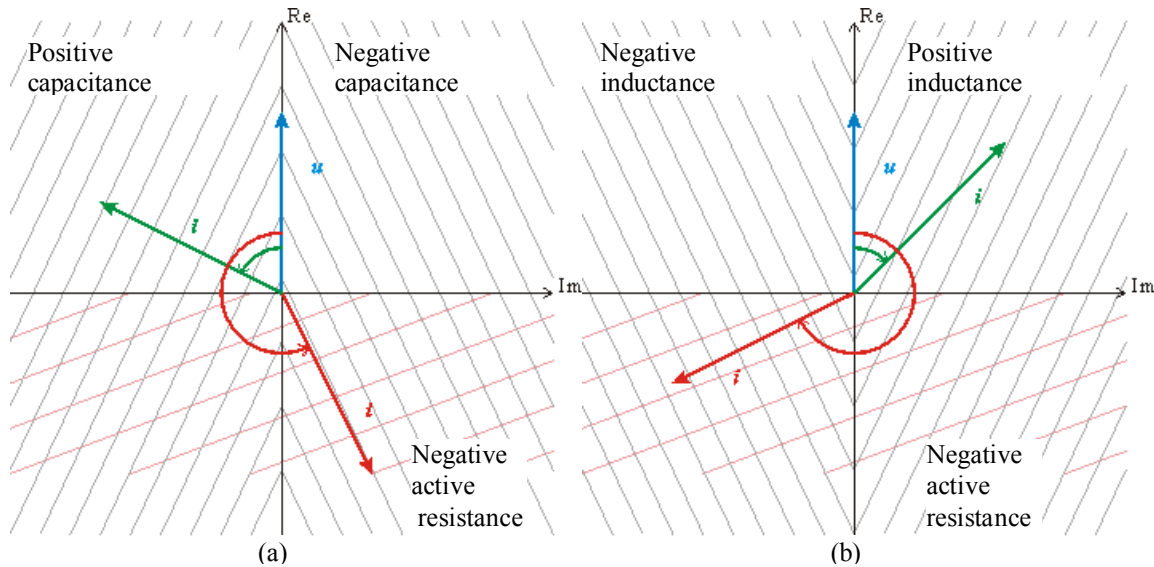 Re
Positive
capacitance
Negative
capacitance
u
i
Im
i
Negative
active
resistance
(a)
Re
Negative
inductance
Positive
inductance
u
i
Im
i
Negative
active
resistance
(b)